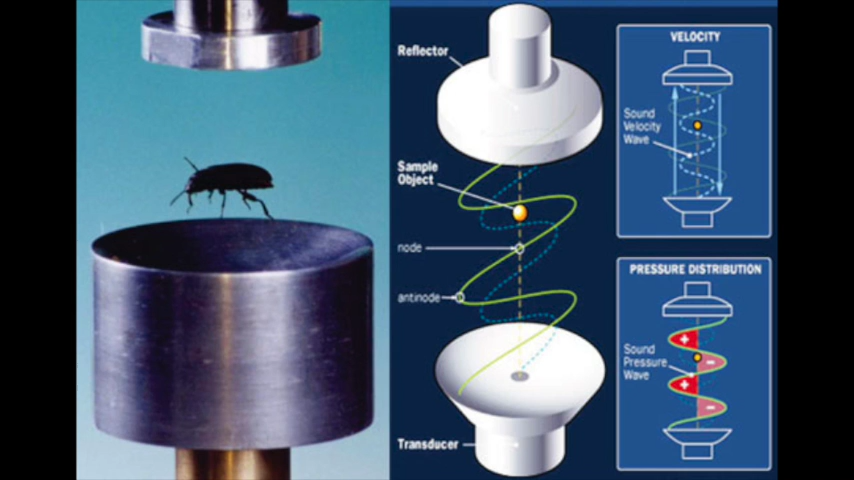 Reflector
Sample
Object
node
antinode
Transducer
VELOCITY
Sound
Velocity
Wave
PRESSURE DISTRIBUTION
Sound
Pressure
Wave
+
-
+
-